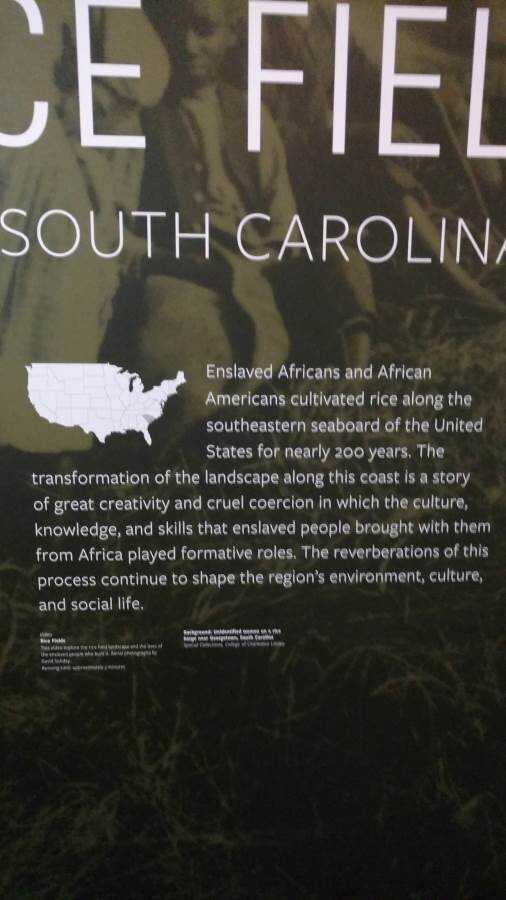 CE FIEL
SOUTH CAROLINA
Enslaved Africans and African
Americans cultivated rice along the
southeastern seaboard of the United
States for nearly 200 years. The
transformation of the landscape along this coast is a story
of great creativity and cruel coercion in which the culture,
knowledge, and skills that enslaved people brought with them
from Africa played formative roles. The reverberations of this
process continue to shape the region's environment, culture,
and social life.
Video
Rice Fields
This video explores the rice field landscape and the lives of
the enslaved people who built it. Aerial photographs by
David Soliday.
Running time: approximately 3 minutes
Background: Unidentified women on a rice
barge near Georgetown, South Carolina
Special Collections, College of Charleston Library